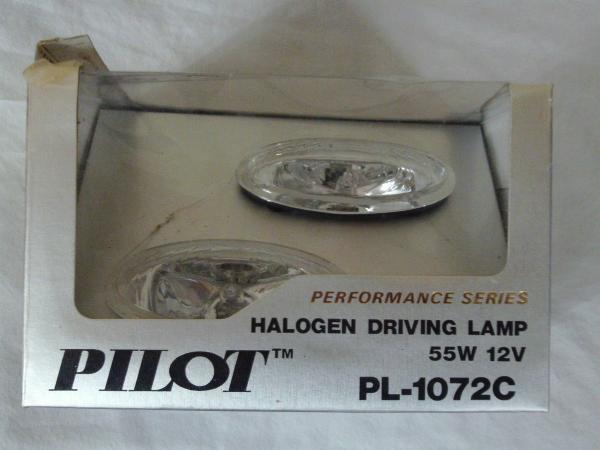 PERFORMANCE SERIES
HALOGEN DRIVING LAMP
55W 12V
PILOT™
PL-1072C